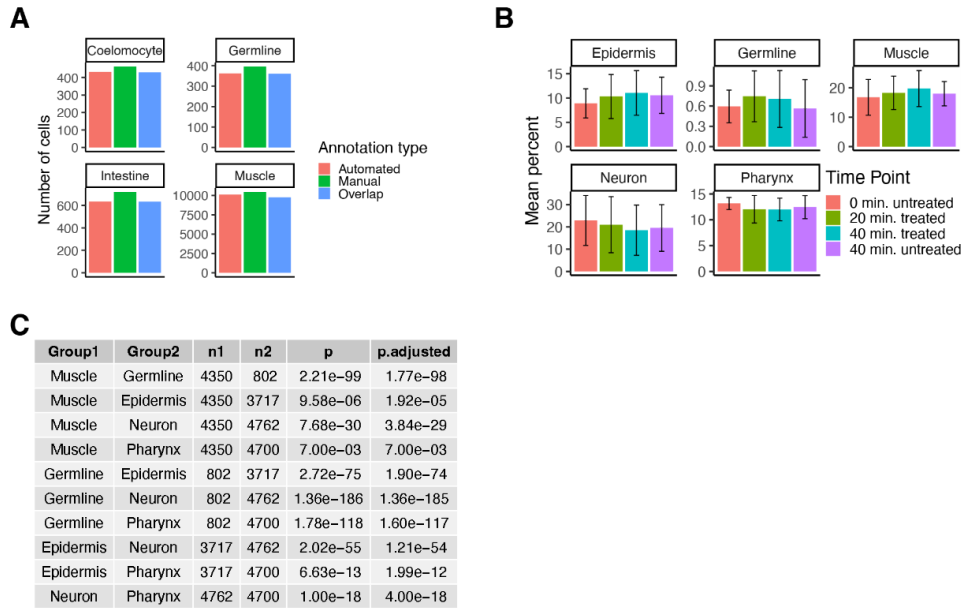 A
Coelomocyte
Germline
Number of cells
400
300
200
100
0
400
300
200
100
0
Intestine
Muscle
600
400
200
0
10000
7500
5000
2500
0
Annotation type
Automated
Manual
Overlap
B
Epidermis
Germline
Muscle
Mean percent
15
10
5
0
0.9
0.6
0.3
0.0
20
10
0
Neuron
Pharynx
30
20
10
0
15
10
5
0
Time Point
0 min. untreated
20 min. treated
40 min. treated
40 min. untreated
C
Group1 Group2 n1 n2 p p.adjusted
Muscle Germline 4350 802 2.21e−99 1.77e−98
Muscle Epidermis 4350 3717 9.58e−06 1.92e−05
Muscle Neuron 4350 4762 7.68e−30 3.84e−29
Muscle Pharynx 4350 4700 7.00e−03 7.00e−03
Germline Epidermis 802 3717 2.72e−75 1.90e−74
Germline Neuron 802 4762 1.36e−186 1.36e−185
Germline Pharynx 802 4700 1.78e−118 1.60e−117
Epidermis Neuron 3717 4762 2.02e−55 1.21e−54
Epidermis Pharynx 3717 4700 6.63e−13 1.99e−12
Neuron Pharynx 4762 4700 1.00e−18 4.00e−18